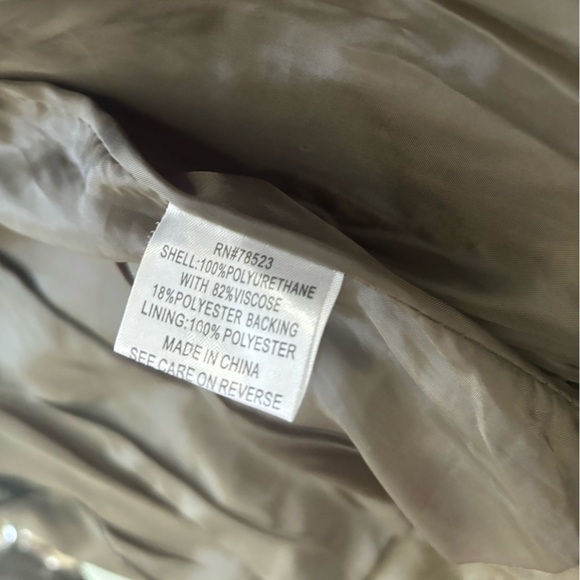 RN#78523
SHELL:100%POLYURETHANE
WITH 82%VISCOSE
18%POLYESTER BACKING
LINING:100% POLYESTER
MADE IN CHINA
SEE CARE ON REVERSE